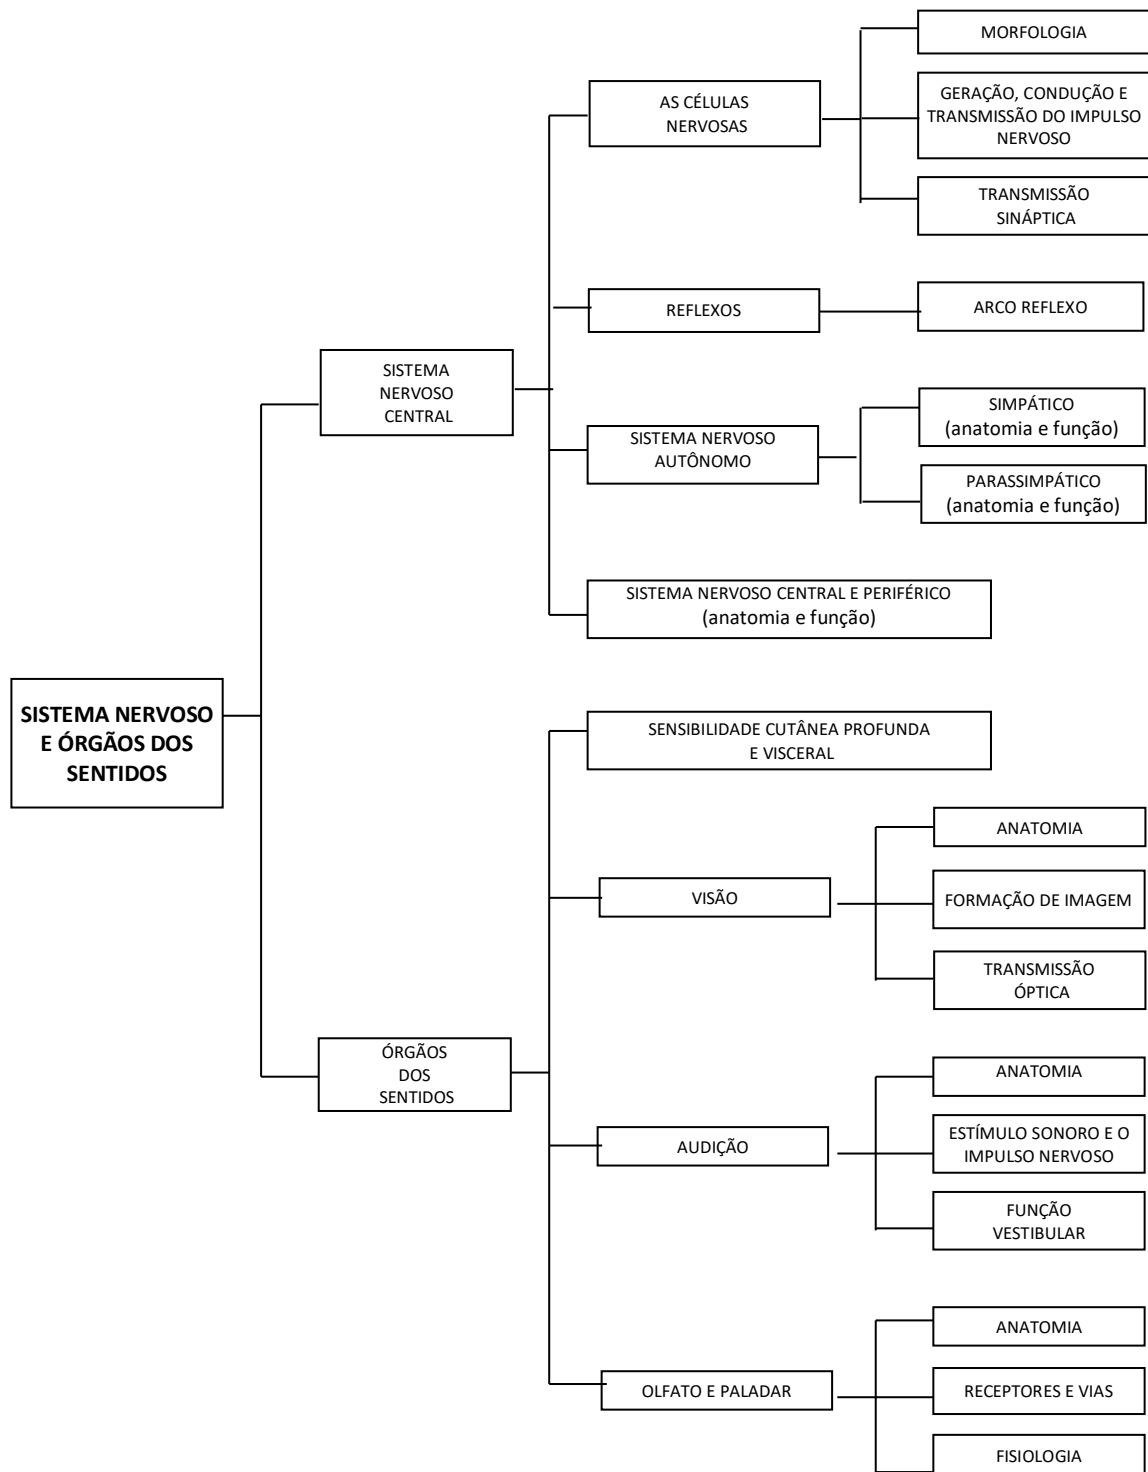 MORFOLOGIA
AS CÉLULAS
NERVOSAS
GERAÇÃO, CONDUÇÃO E
TRANSMISSÃO DO IMPULSO
NERVOSO
TRANSMISSÃO
SINÁPTICA
REFLEXOS
ARCO REFLEXO
SISTEMA
NERVOSO
CENTRAL
SISTEMA NERVOSO
AUTÔNOMO
SIMPÁTICO
(anatomia e função)
PARASSIMPÁTICO
(anatomia e função)
SISTEMA NERVOSO CENTRAL E PERIFÉRICO
(anatomia e função)
SISTEMA NERVOSO
E ÓRGÃOS DOS
SENTIDOS
SENSIBILIDADE CUTÂNEA PROFUNDA
E VISCERAL
VISÃO
ANATOMIA
FORMAÇÃO DE IMAGEM
TRANSMISSÃO
ÓPTICA
ÓRGÃOS
DOS
SENTIDOS
AUDIÇÃO
ANATOMIA
ESTÍMULO SONORO E O
IMPULSO NERVOSO
FUNÇÃO
VESTIBULAR
OLFATO E PALADAR
ANATOMIA
RECEPTORES E VIAS
FISIOLOGIA